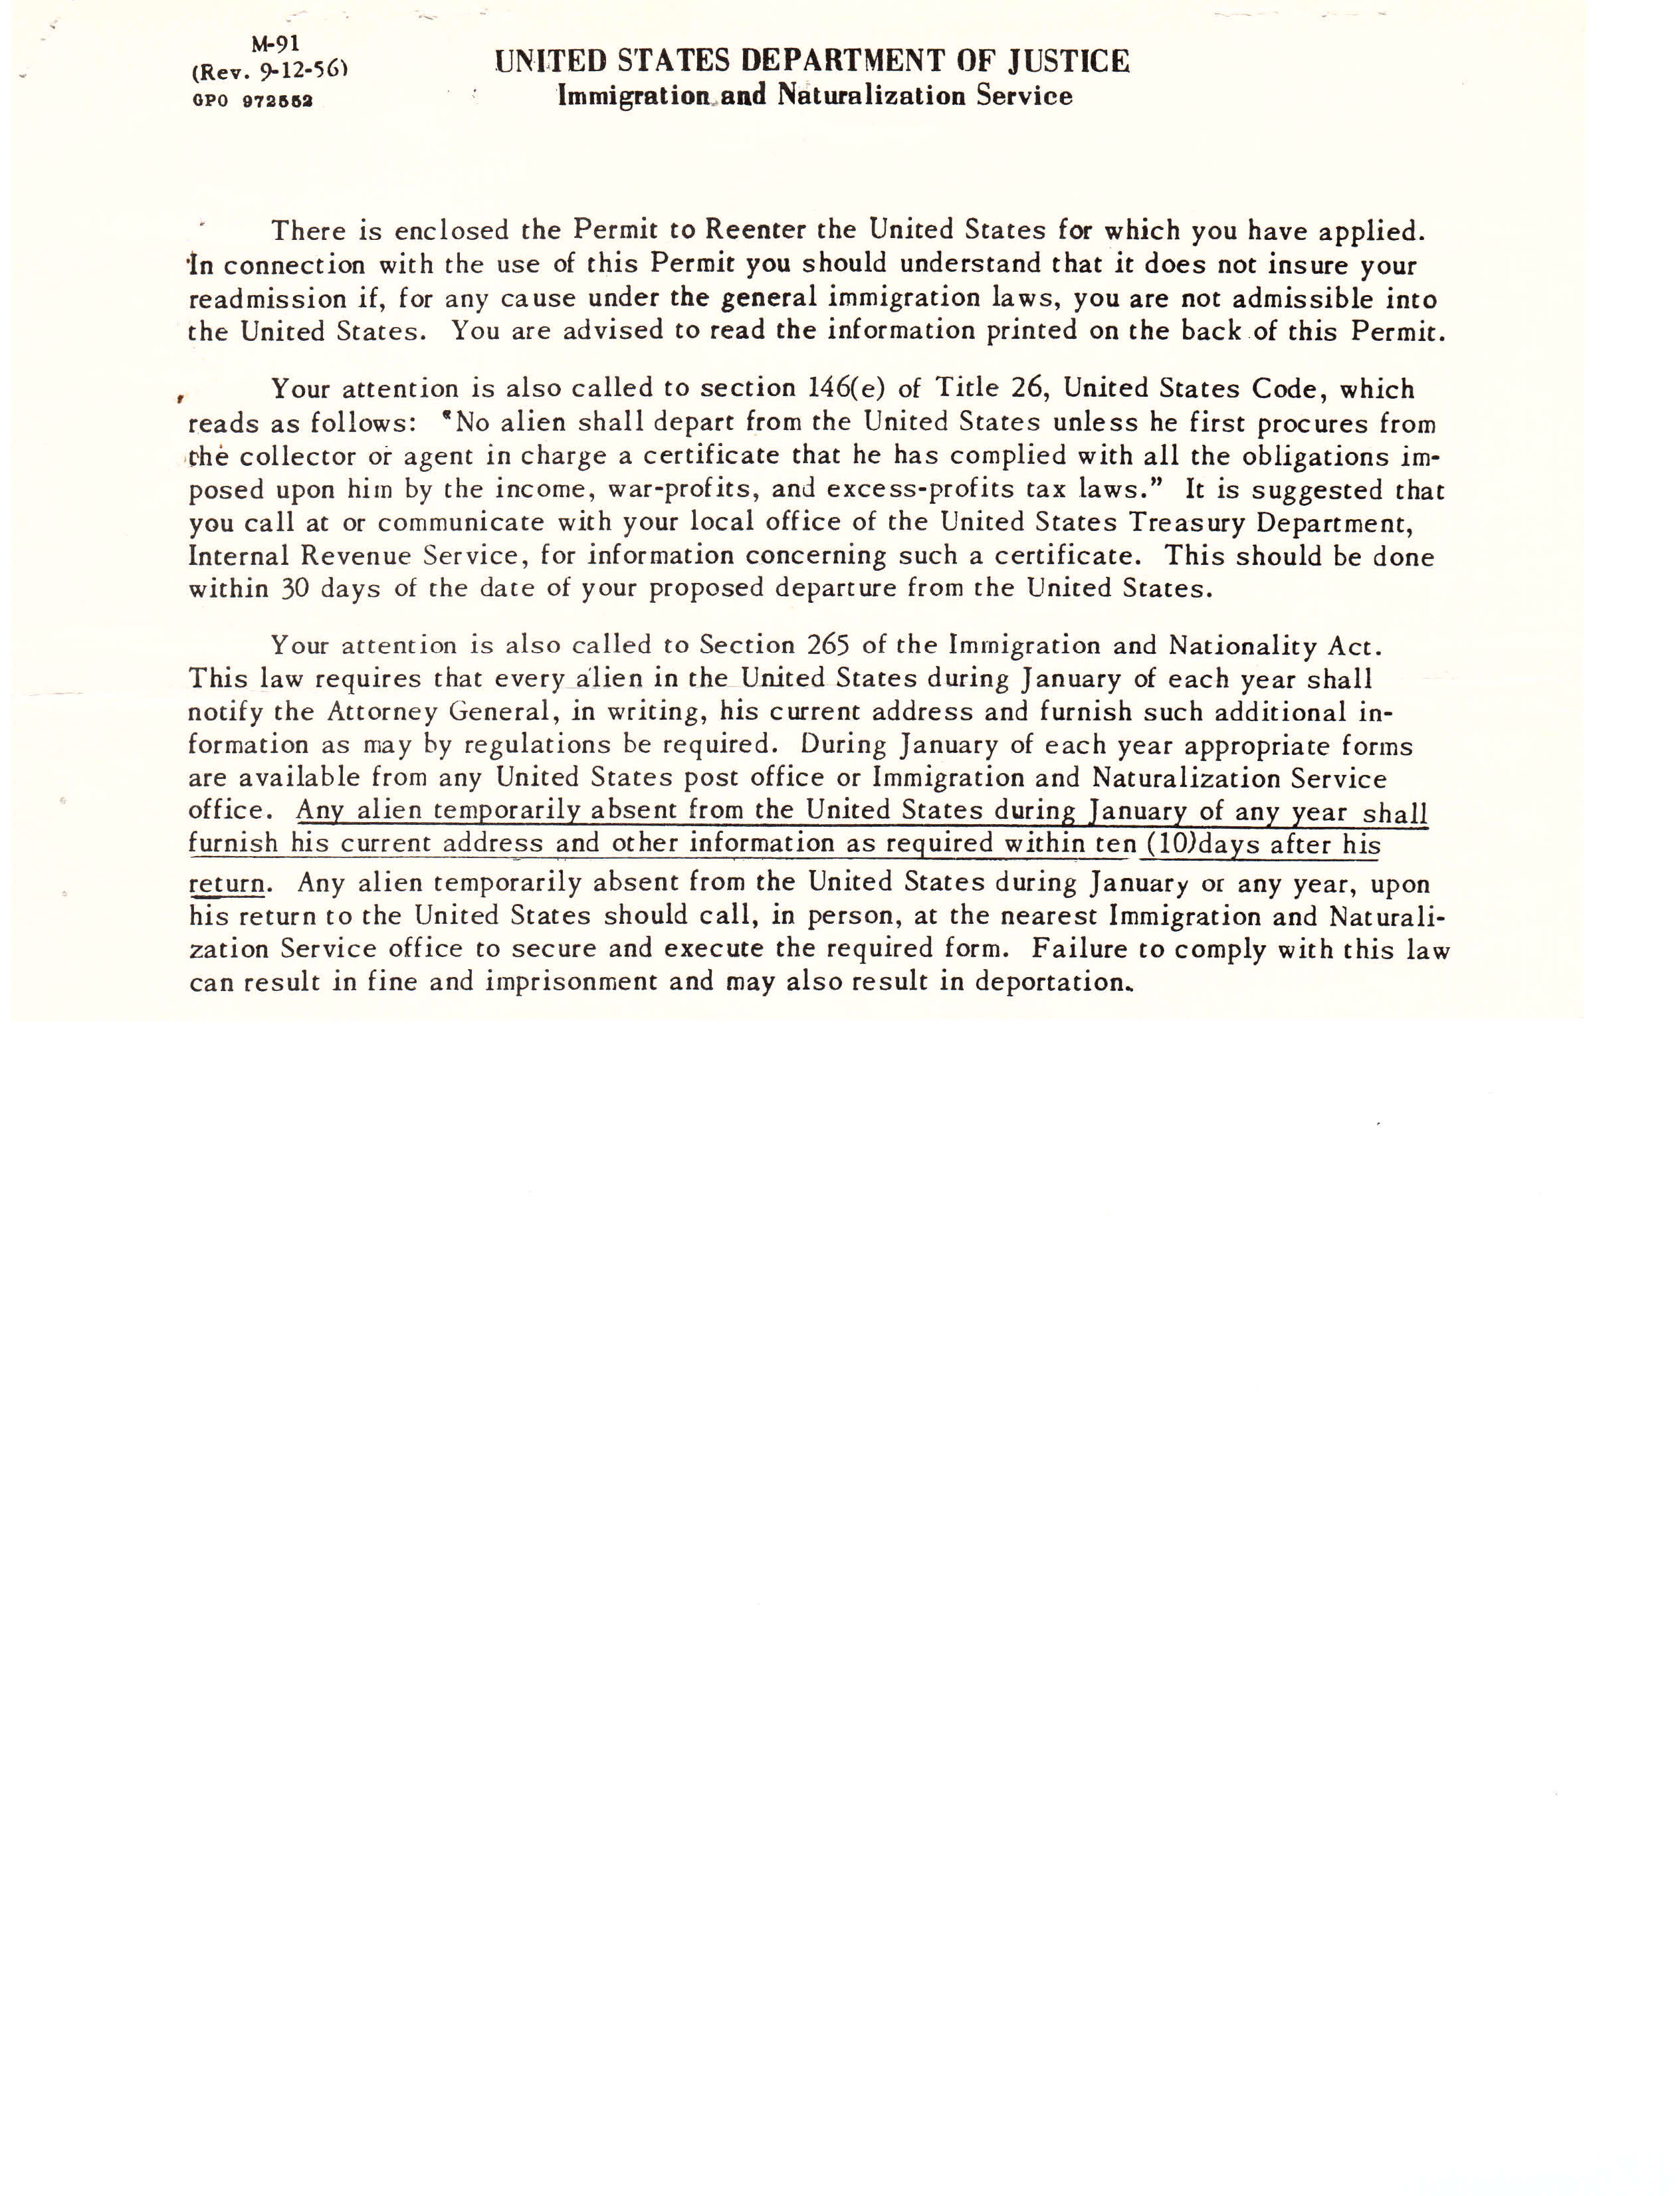 M-91
(Rev. 9-12-56)
GPO 972552
UNITED STATES DEPARTMENT OF JUSTICE
Immigration and Naturalization Service
There is enclosed the Permit to Reenter the United States for which you have applied.
In connection with the use of this Permit you should understand that it does not insure your
readmission if, for any cause under the general immigration laws, you are not admissible into
the United States. You are advised to read the information printed on the back of this Permit.
Your attention is also called to section 146(e) of Title 26, United States Code, which
reads as follows: "No alien shall depart from the United States unless he first procures from
the collector or agent in charge a certificate that he has complied with all the obligations im-
posed upon him by the income, war-profits, and excess-profits tax laws." It is suggested that
you call at or communicate with your local office of the United States Treasury Department,
Internal Revenue Service, for information concerning such a certificate. This should be done
within 30 days of the date of your proposed departure from the United States.
Your attention is also called to Section 265 of the Immigration and Nationality Act.
This law requires that every alien in the United States during January of each year shall
notify the Attorney General, in writing, his current address and furnish such additional in-
formation as may by regulations be required. During January of each year appropriate forms
are available from any United States post office or Immigration and Naturalization Service
office. Any alien temporarily absent from the United States during January of any year shall
furnish his current address and other information as required within ten (10)days after his
return. Any alien temporarily absent from the United States during January or any year, upon
his return to the United States should call, in person, at the nearest Immigration and Naturali-
zation Service office to secure and execute the required form. Failure to comply with this law
can result in fine and imprisonment and may also result in deportation.